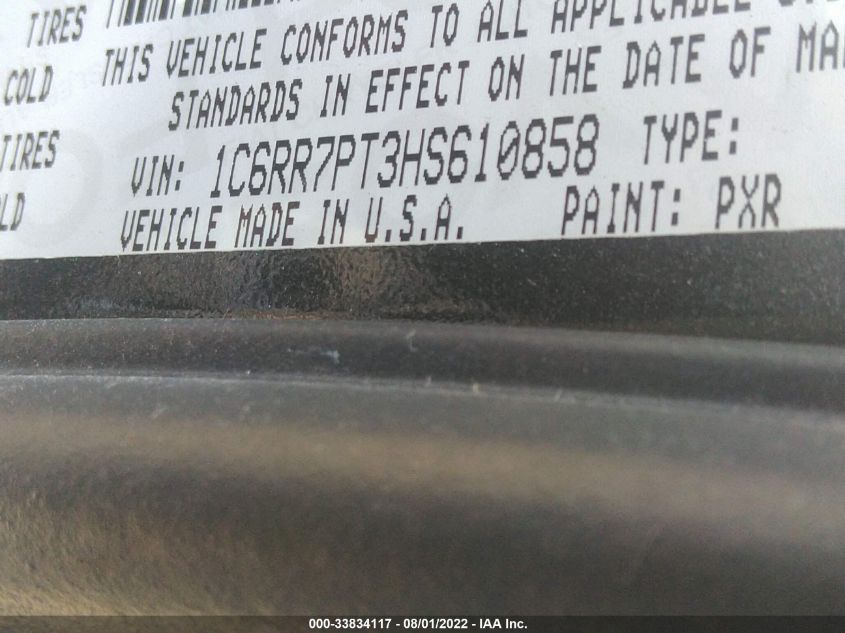 TIRES
THIS VEHICLE CONFORMS TO ALL APPLICABLE
COLD
STANDARDS IN EFFECT ON THE DATE OF
TIRES
VIN: 1C6RR7PT3HS610858 TYPE:
VEHICLE MADE IN U.S.A. PAINT: PXR
000-33834117 - 08/01/2022 - IAA Inc.